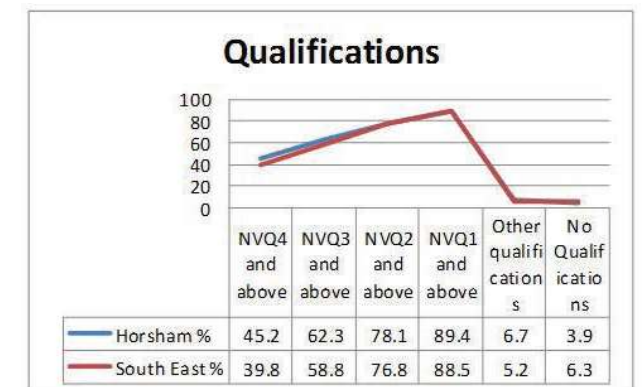 Qualifications
100
80
60
40
20
0
NVQ4 and above NVQ3 and above NVQ2 and above NVQ1 and above Other qualifi cation s No Qualif icatio ns
Horsham % 45.2 62.3 78.1 89.4 6.7 3.9
South East % 39.8 58.8 76.8 88.5 5.2 6.3